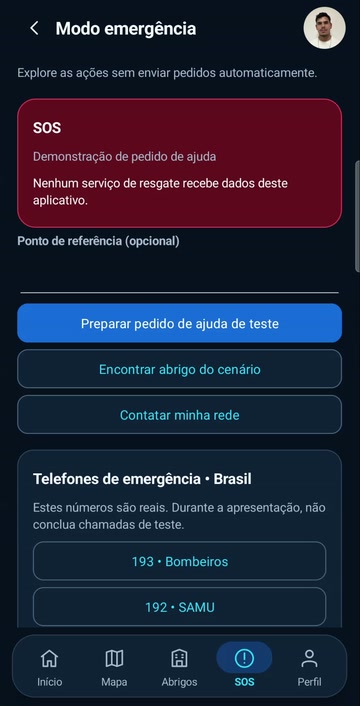 Modo emergência
Explore as ações sem enviar pedidos automaticamente.
SOS
Demonstração de pedido de ajuda
Nenhum serviço de resgate recebe dados deste
aplicativo.
Ponto de referência (opcional)
Preparar pedido de ajuda de teste
Encontrar abrigo do cenário
Contatar minha rede
Telefones de emergência • Brasil
Estes números são reais. Durante a apresentação, não
conclua chamadas de teste.
193 • Bombeiros
192 • SAMU
Início
Mapa
Abrigos
SOS
Perfil